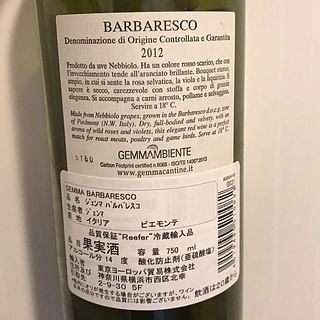 BARBARESCO
Denominazione di Origine Controllata e Garantita
2012
Prodotto da uve Nebbiolo. Ha un colore rosso scarico, che con
l'invecchiamento tende all'aranciato brillante. Bouquet etereo,
ampio, in cui si sente la rosa selvatica, la viola e la liquirizia. Il
sapore è secco, carezzevole con stoffa e corpo di grande
eleganza. Si accompagna a carni arrosto, pollame e selvaggina.
Servire a 18° C.
Made from Nebbiolo grapes, grown in the Barbaresco d.o.c.g. zone
of Piedmont (N.W. Italy). Dry, full-bodied and velvety, with an
aroma of wild roses and violets, this elegant red wine is a perfect
match for roast meats, poultry and game birds. Serve at 18° C.
GEMMAMBIENTE
Carbon Footprint certified n.0068 - ISO/TS 14067:2013
www.gemmacantine.it
GEMMA BARBARESCO
品名 ジェンマ バルバレスコ
生産者 ジェンマ
産地 イタリア ピエモンテ
品質保証"Reefer"冷蔵輸入品
品目 果実酒 容量 750 ml
アルコール分 14 度 酸化防止剤(亜硫酸塩)
東京ヨーロッパ貿易株式会社
神奈川県横浜市西区北幸
2-9-30 5F
飲酒は20歳から